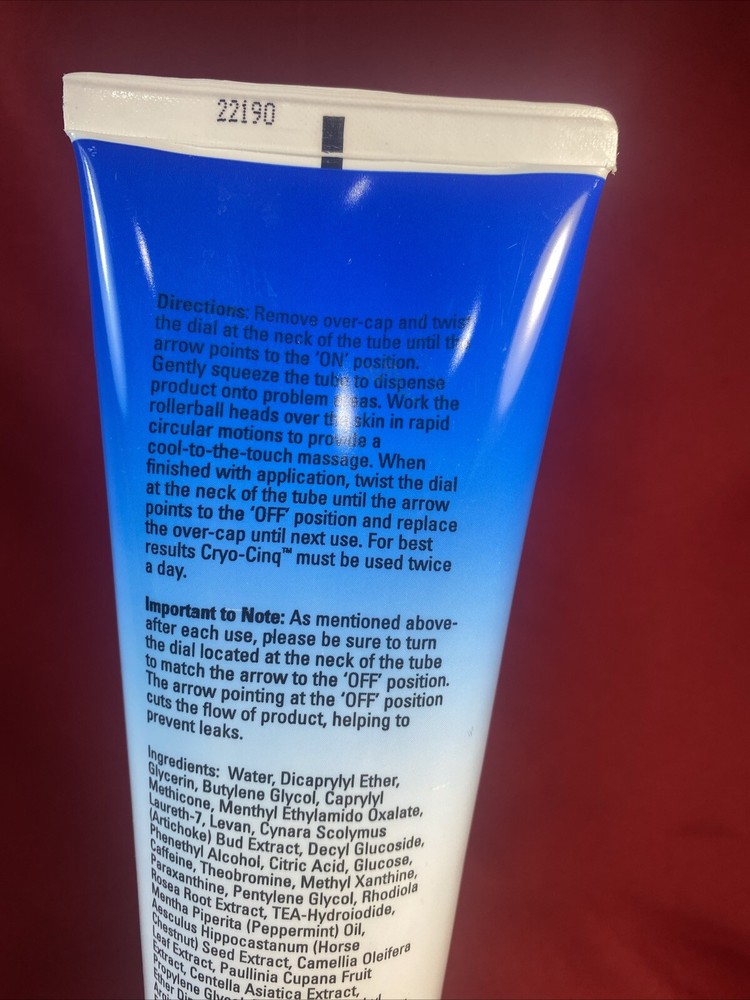 22190
Directions: Remove over-cap and twist
the dial at the neck of the tube until the
arrow points to the ‘ON’ position.
Gently squeeze the tube to dispense
product onto problem areas. Work the
rollerball heads over the skin in rapid
circular motions to provide a
cool-to-the-touch massage. When
finished with application, twist the dial
at the neck of the tube until the arrow
points to the ‘OFF’ position and replace
the over-cap until next use. For best
results Cryo-Cinq™ must be used twice
a day.
Important to Note: As mentioned above-
after each use, please be sure to turn
the dial located at the neck of the tube
to match the arrow to the ‘OFF’ position.
The arrow pointing at the ‘OFF’ position
cuts the flow of product, helping to
prevent leaks.
Ingredients: Water, Dicaprylyl Ether,
Glycerin, Butylene Glycol, Caprylyl
Methicone, Menthyl Ethylamido Oxalate,
Laureth-7, Levan, Cynara Scolymus
(Artichoke) Bud Extract, Decyl Glucoside,
Phenethyl Alcohol, Citric Acid, Glucose,
Caffeine, Theobromine, Methyl Xanthine,
Paraxanthine, Pentylene Glycol, Rhodiola
Rosea Root Extract, TEA-Hydroiodide,
Mentha Piperita (Peppermint) Oil,
Aesculus Hippocastanum (Horse
Chestnut) Seed Extract, Camellia Oleifera
Leaf Extract, Paullinia Cupana Fruit
Extract, Centella Asiatica Extract,
Propylene Glycol
Ether